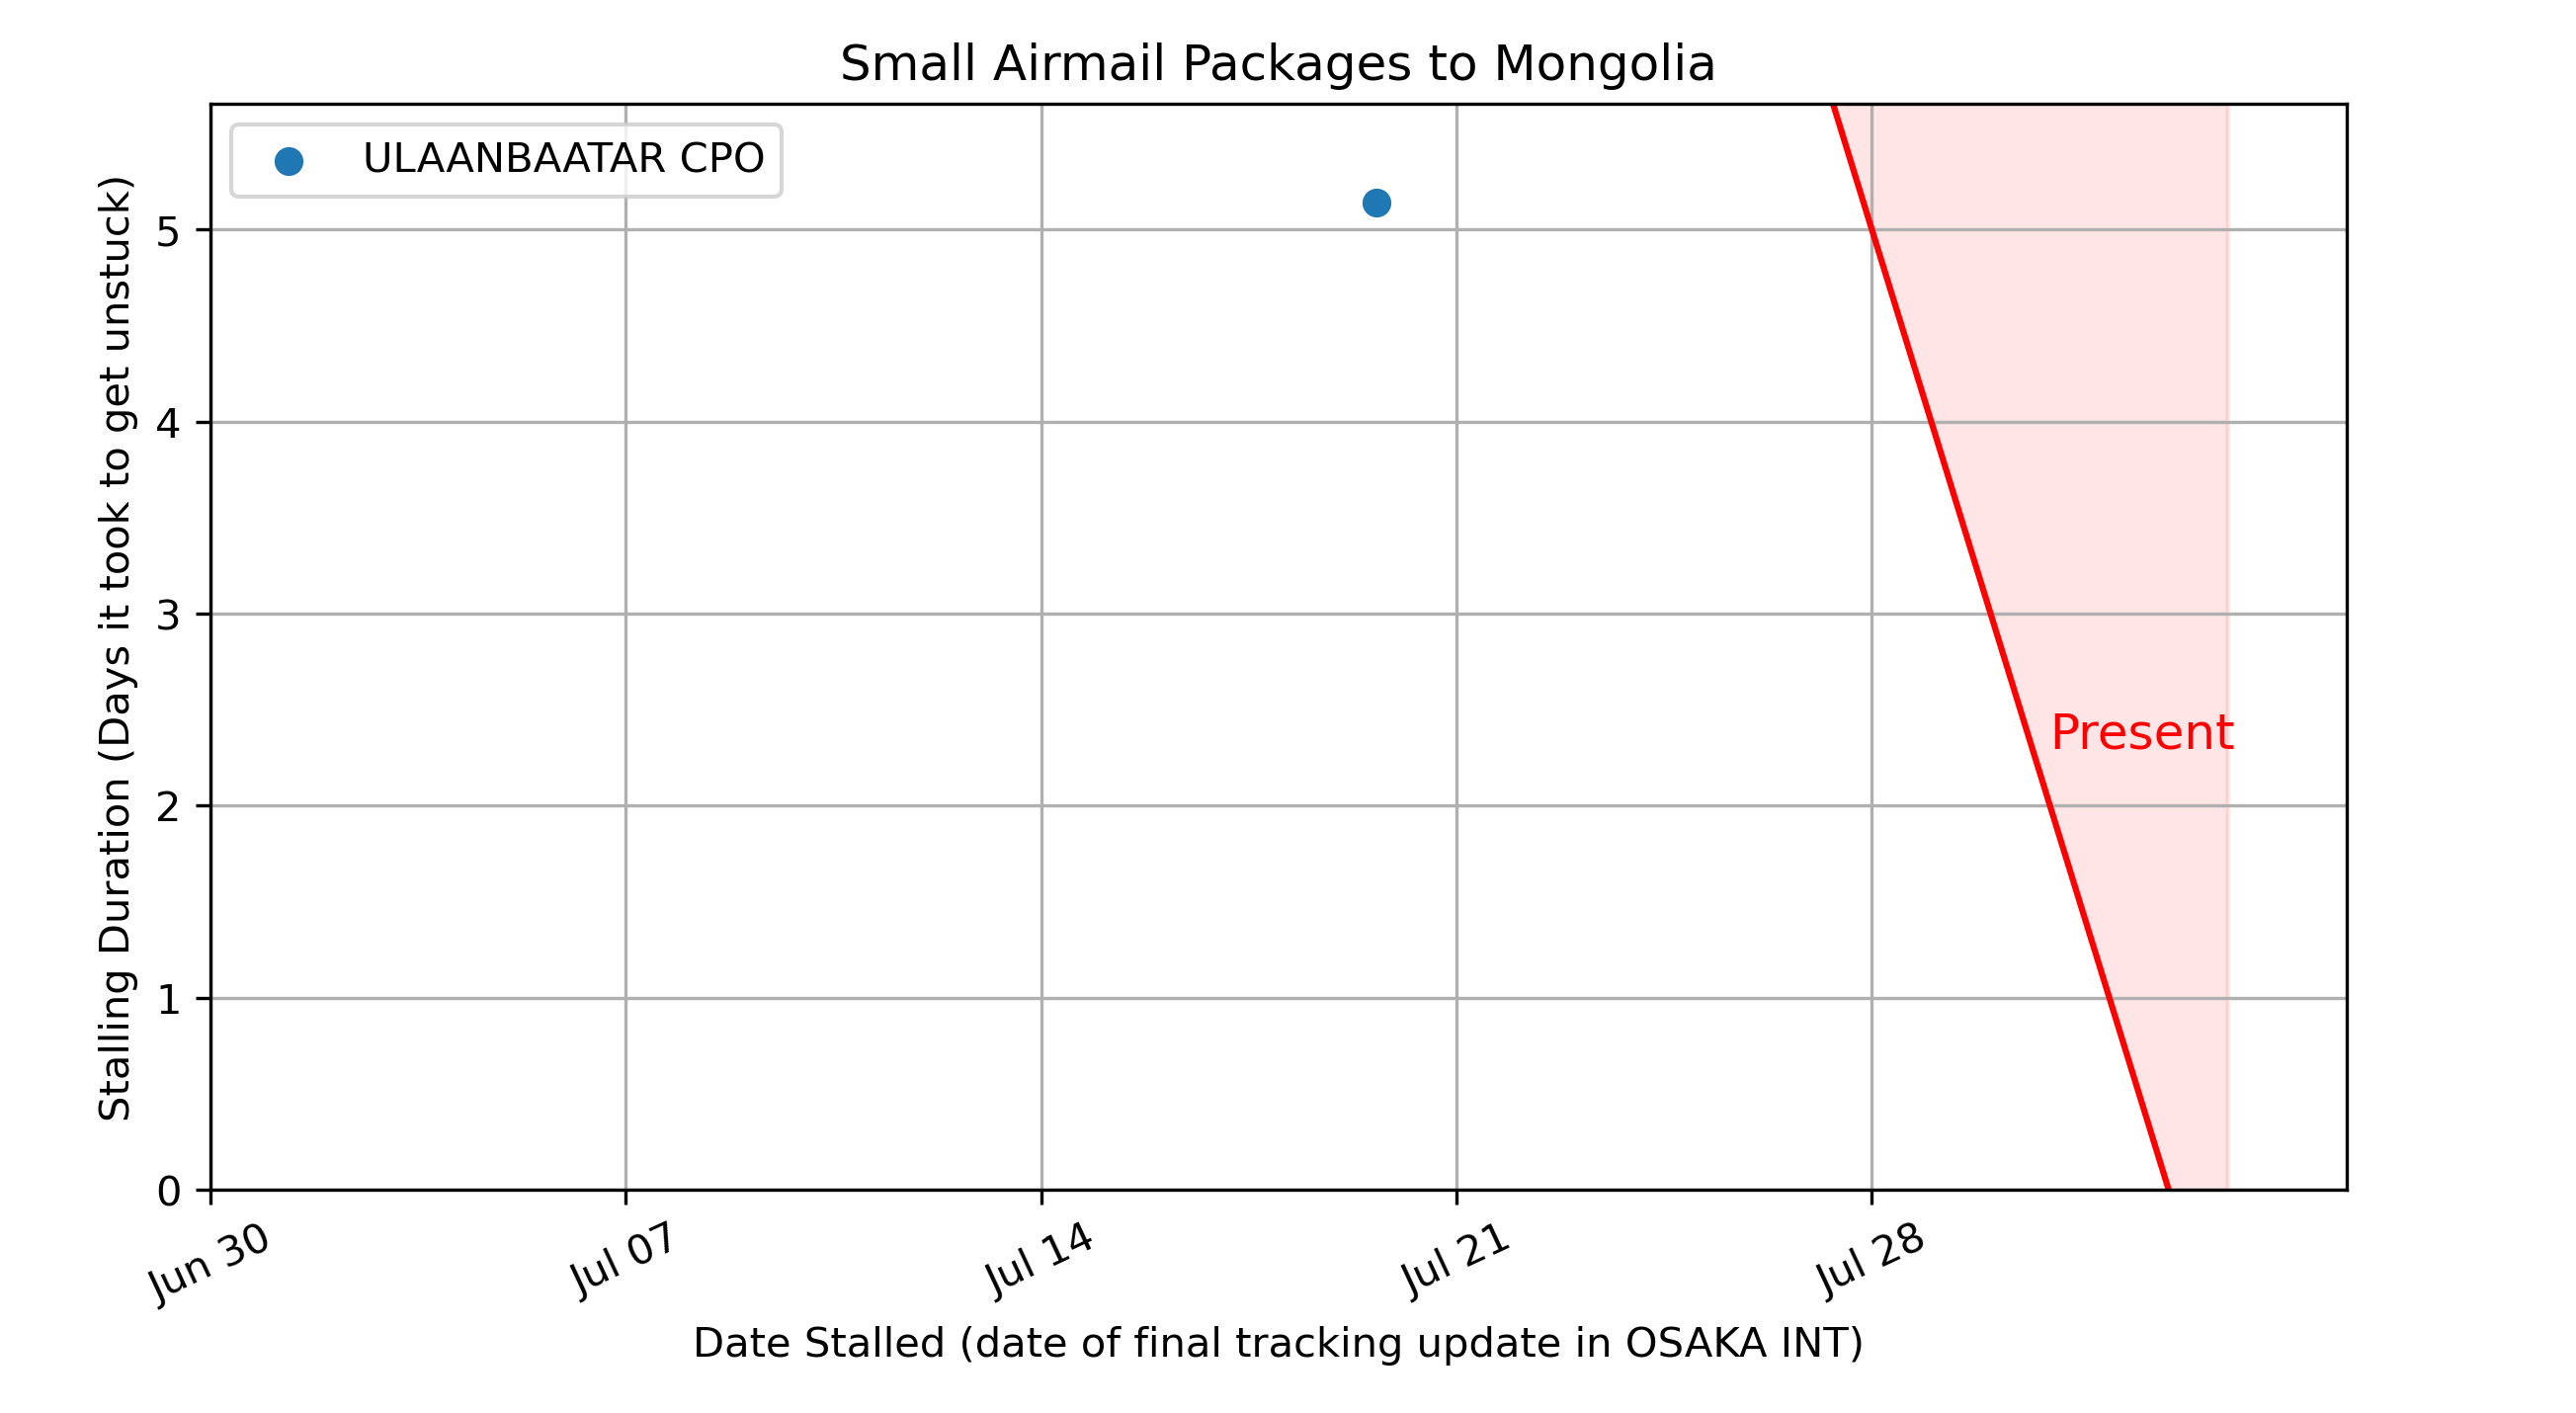 Small Airmail Packages to Mongolia
ULAANBAATAR CPO
Stalling Duration (Days it took to get unstuck)
5
4
3
2
1
0
Present
Jun 30
Jul 07
Jul 14
Jul 21
Jul 28
Date Stalled (date of final tracking update in OSAKA INT)